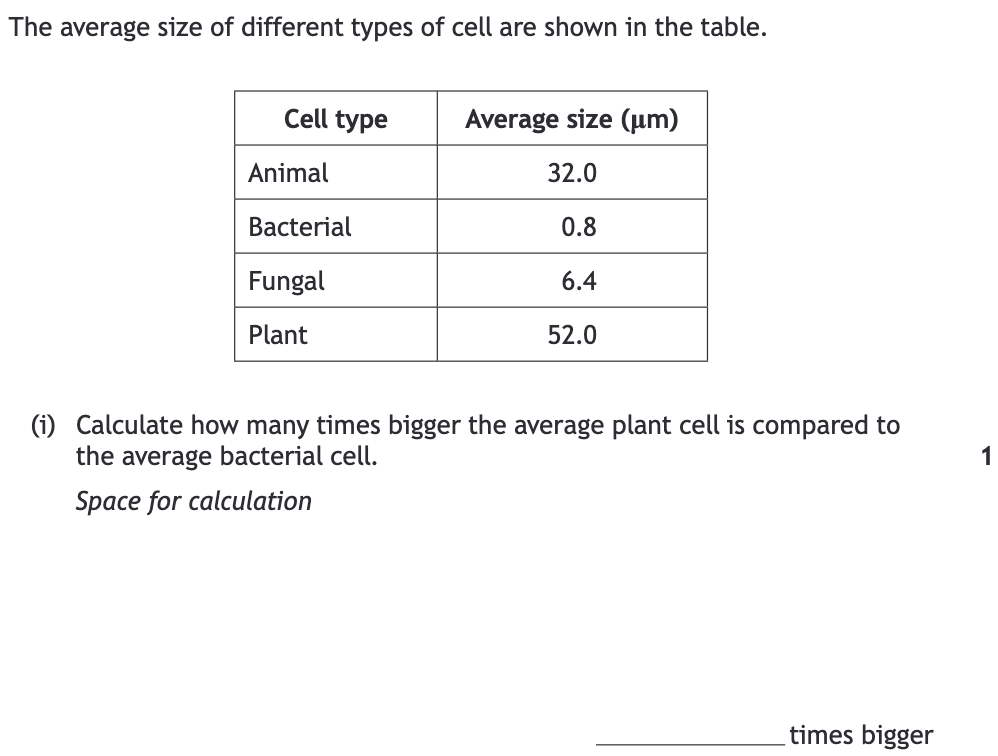 The average size of different types of cell are shown in the table.
Cell type Average size (μm)
Animal 32.0
Bacterial 0.8
Fungal 6.4
Plant 52.0
(i) Calculate how many times bigger the average plant cell is compared to
the average bacterial cell. 1
Space for calculation
____________ times bigger